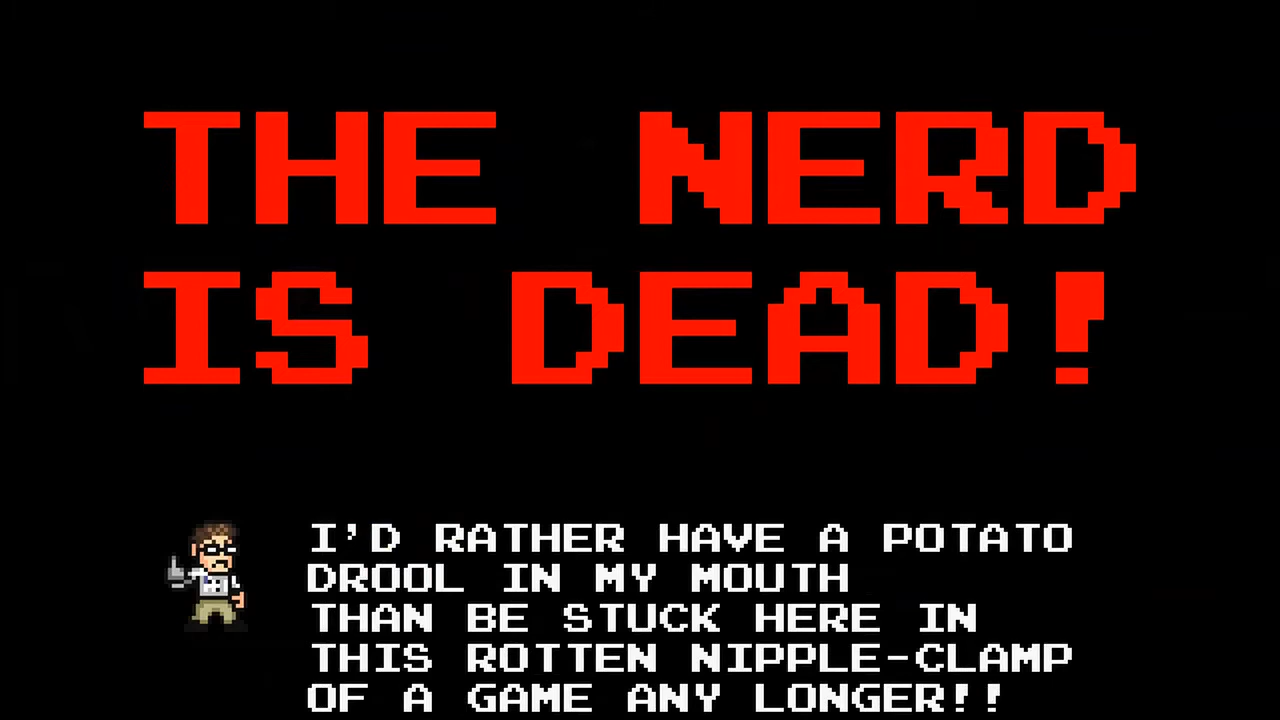 THE NERD
IS DEAD!
I'D RATHER HAVE A POTATO
DROOL IN MY MOUTH
THAN BE STUCK HERE IN
THIS ROTTEN NIPPLE-CLAMP
OF A GAME ANY LONGER!!